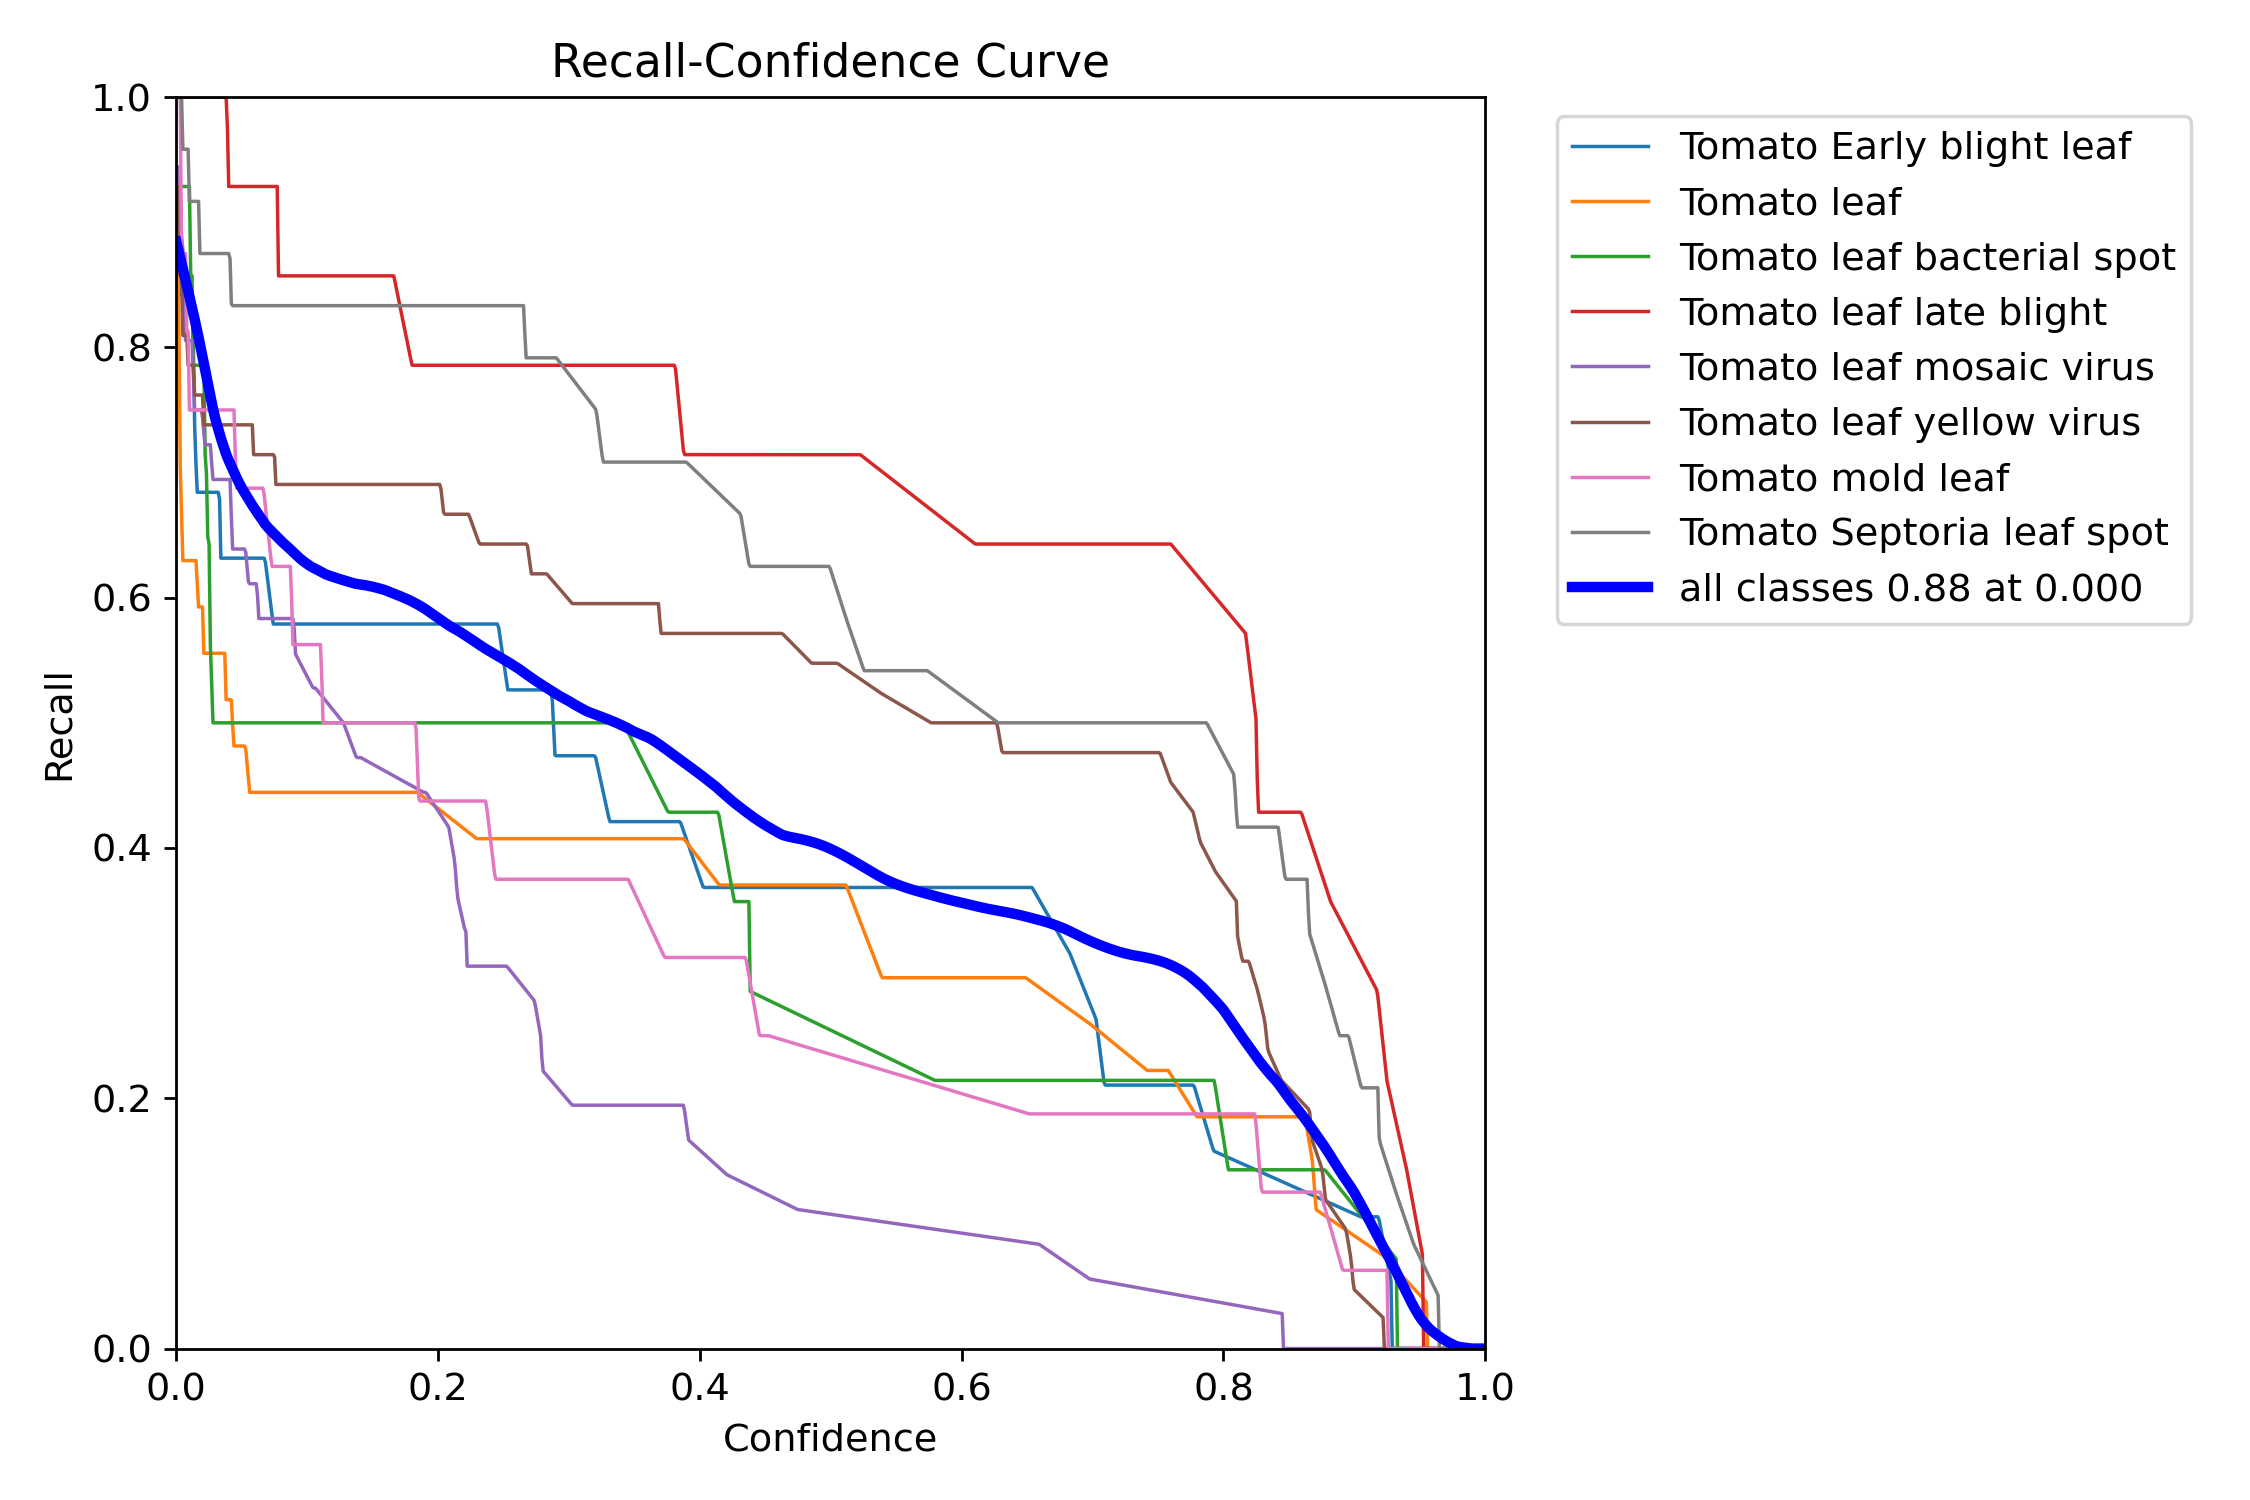 Recall-Confidence Curve
1.0
0.8
0.6
0.4
0.2
0.0
Recall
0.0 0.2 0.4 0.6 0.8 1.0
Confidence
Tomato Early blight leaf
Tomato leaf
Tomato leaf bacterial spot
Tomato leaf late blight
Tomato leaf mosaic virus
Tomato leaf yellow virus
Tomato mold leaf
Tomato Septoria leaf spot
all classes 0.88 at 0.000